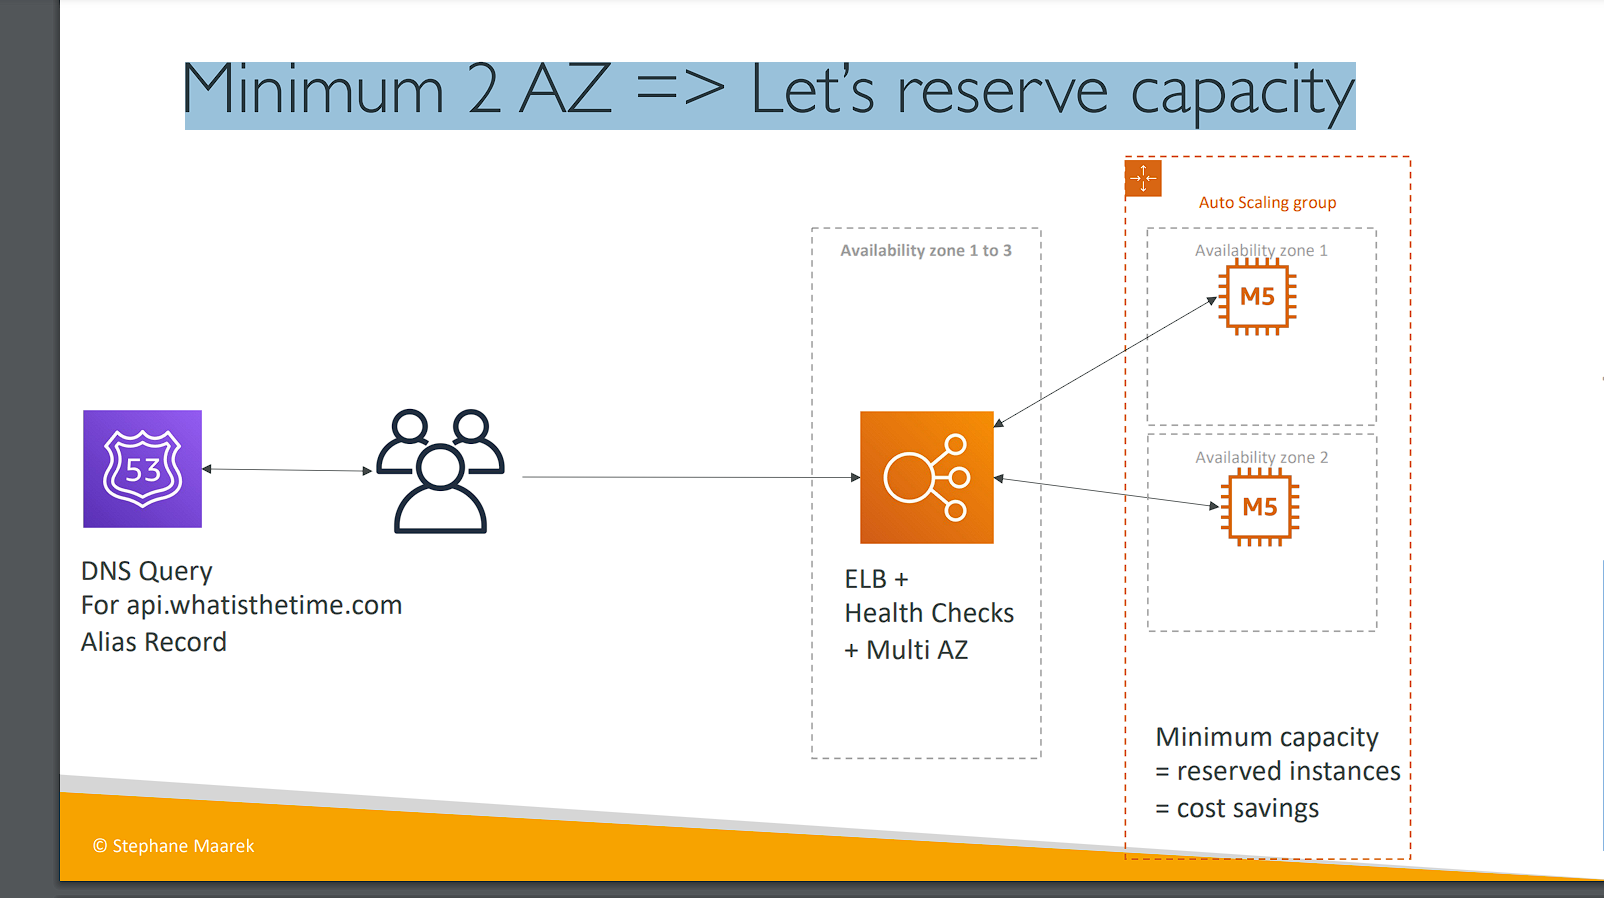 Minimum 2 AZ => Let's reserve capacity
Auto Scaling group
Availability zone 1 to 3
Availability zone 1
M5
Availability zone 2
M5
53
DNS Query
For api.whatisthetime.com
Alias Record
ELB +
Health Checks
+ Multi AZ
Minimum capacity
= reserved instances
= cost savings
© Stephane Maarek